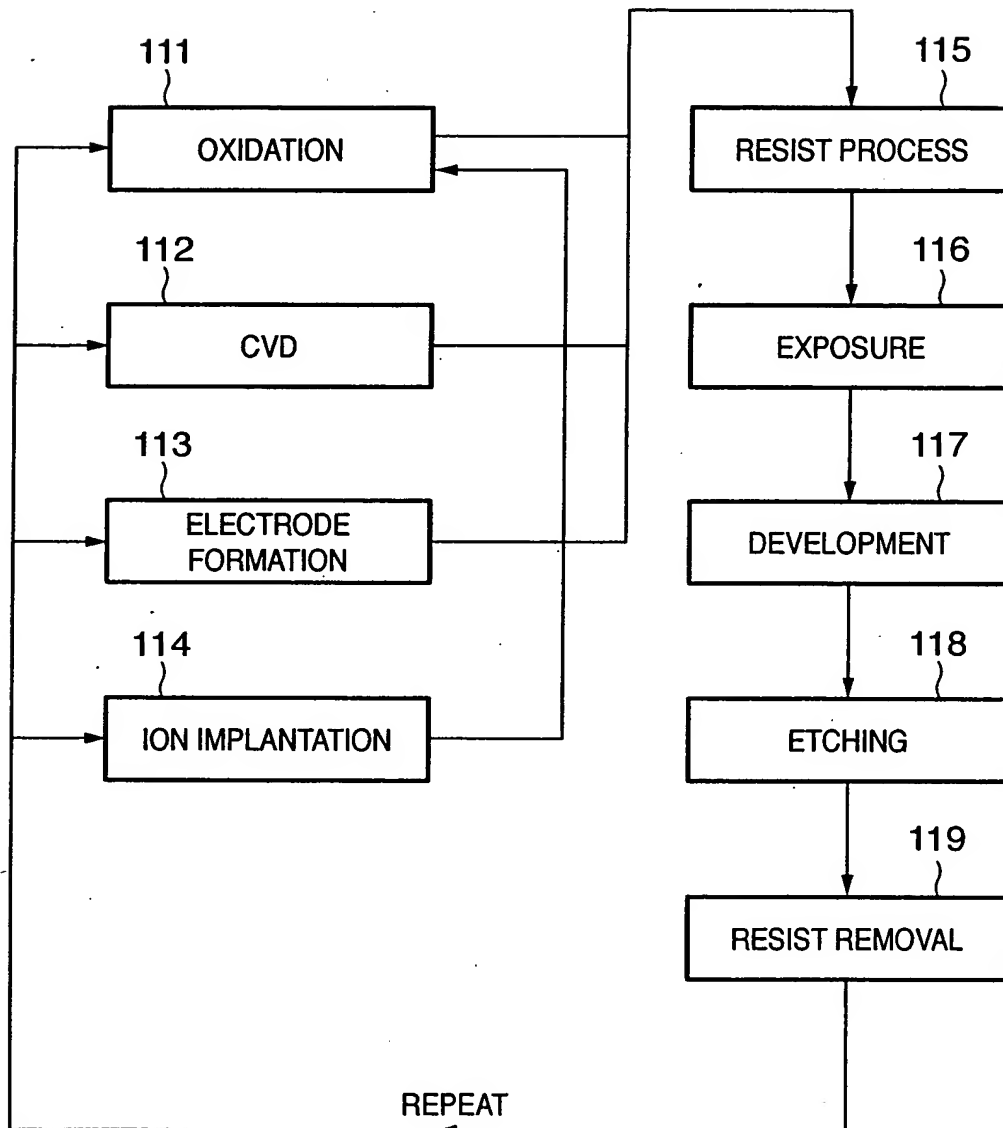 111
OXIDATION
112
CVD
113
ELECTRODE
FORMATION
114
ION IMPLANTATION
115
RESIST PROCESS
116
EXPOSURE
117
DEVELOPMENT
118
ETCHING
119
RESIST REMOVAL
REPEAT